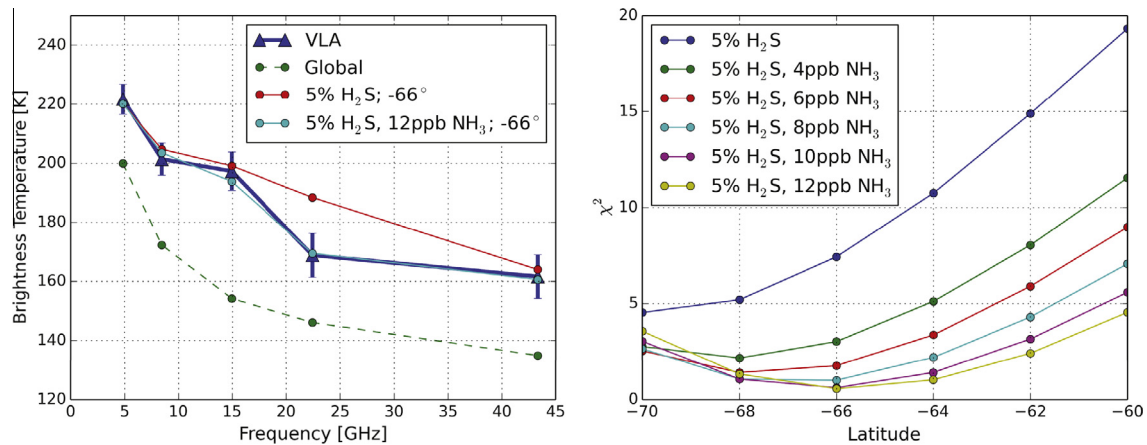 240
220
200
180
160
140
120
Brightness Temperature [K]
VLA
Global
5% H₂S; -66°
5% H₂S, 12ppb NH₃; -66°
0 5 10 15 20 25 30 35 40 45
Frequency [GHz]
20
15
10
5
0
χ²
5% H₂S
5% H₂S, 4ppb NH₃
5% H₂S, 6ppb NH₃
5% H₂S, 8ppb NH₃
5% H₂S, 10ppb NH₃
5% H₂S, 12ppb NH₃
−70 −68 −66 −64 −62 −60
Latitude